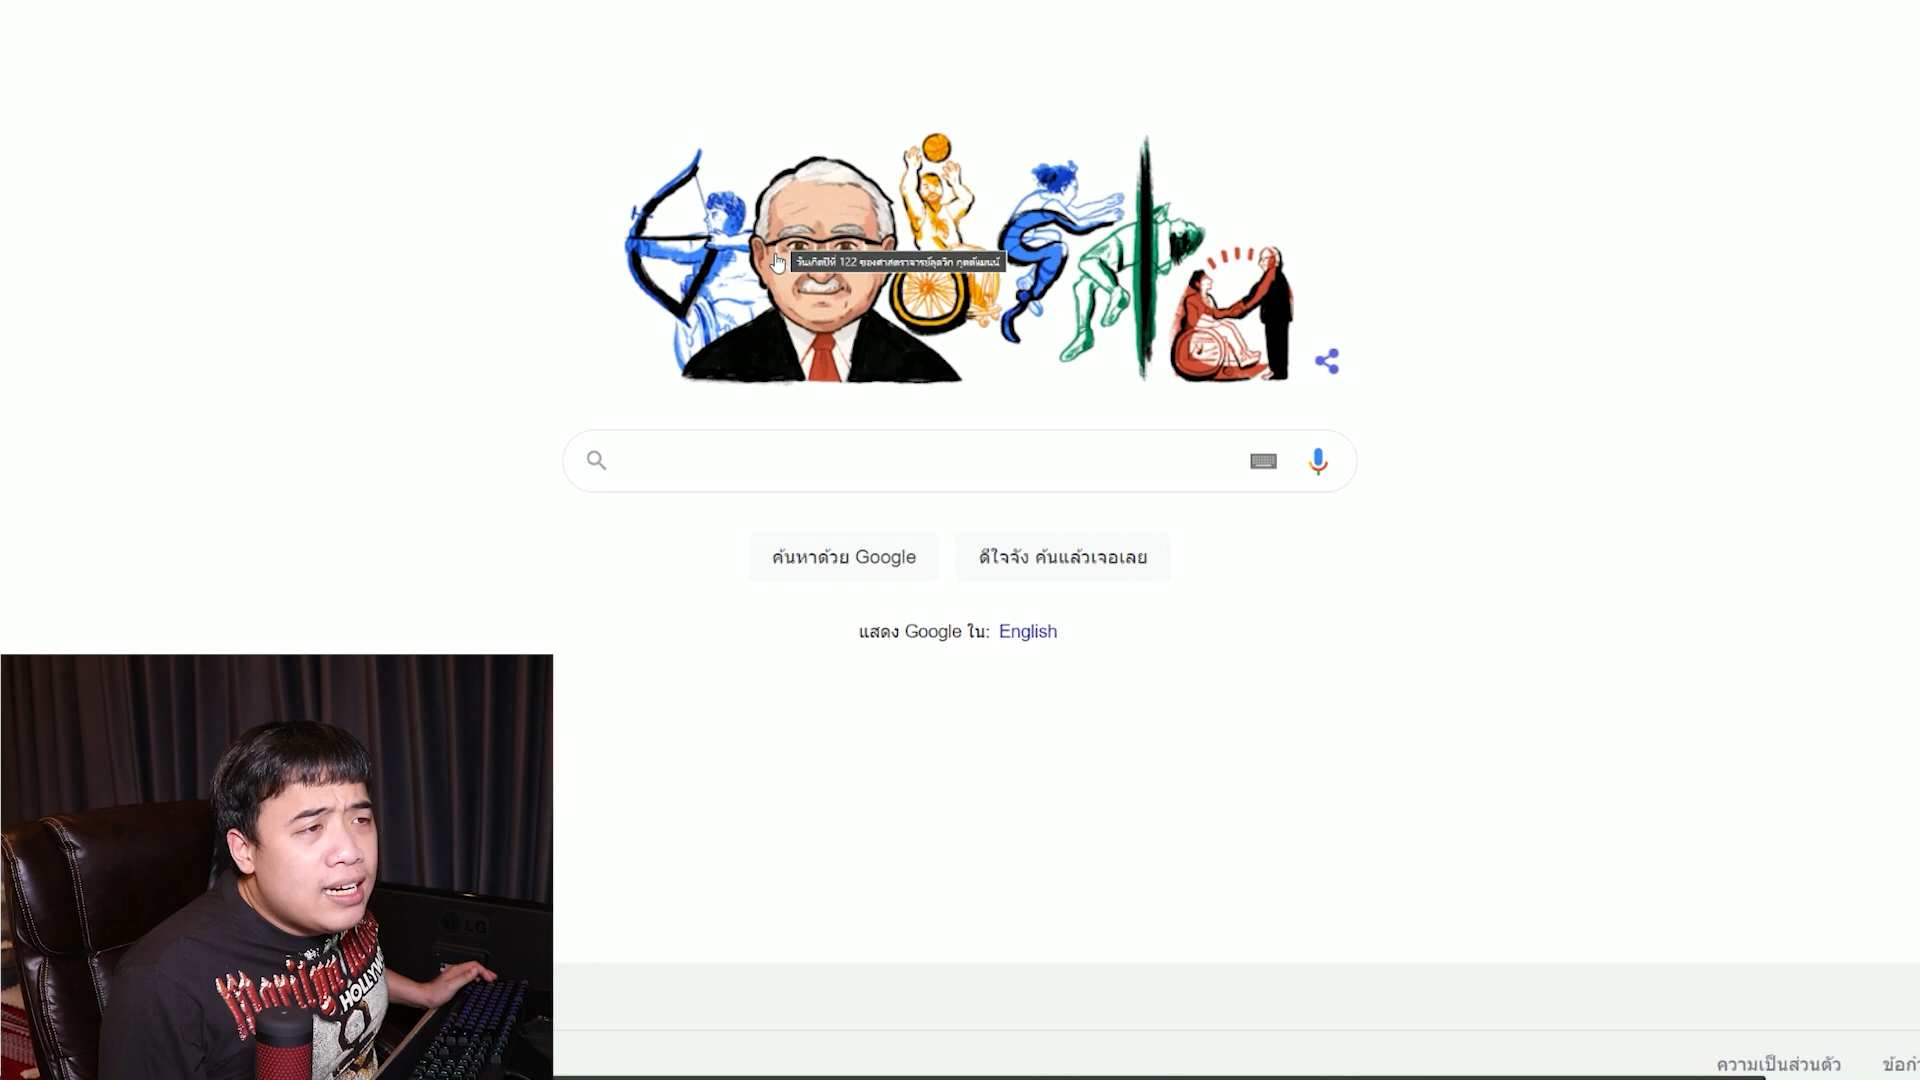 วันเกิดปีที่ 122 ของศาสตราจารย์ลุดวิก กุตต์แมนน์
ค้นหาด้วย Google
ดีใจจัง ค้นแล้วเจอเลย
แสดง Google ใน: English
LG
HOLLYW
ความเป็นส่วนตัว